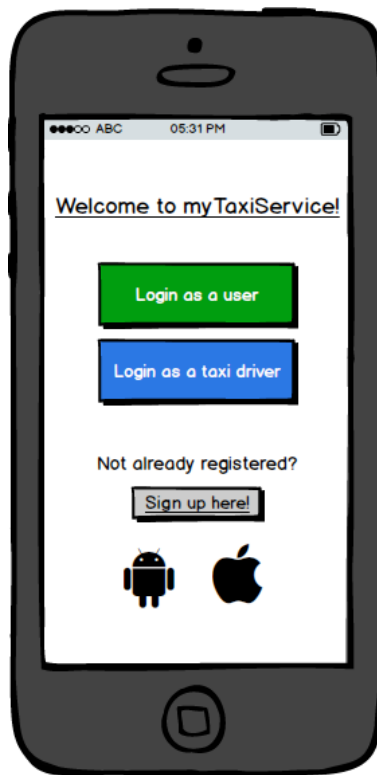 ABC 05:31 PM
Welcome to myTaxiService!
Login as a user
Login as a taxi driver
Not already registered?
Sign up here!